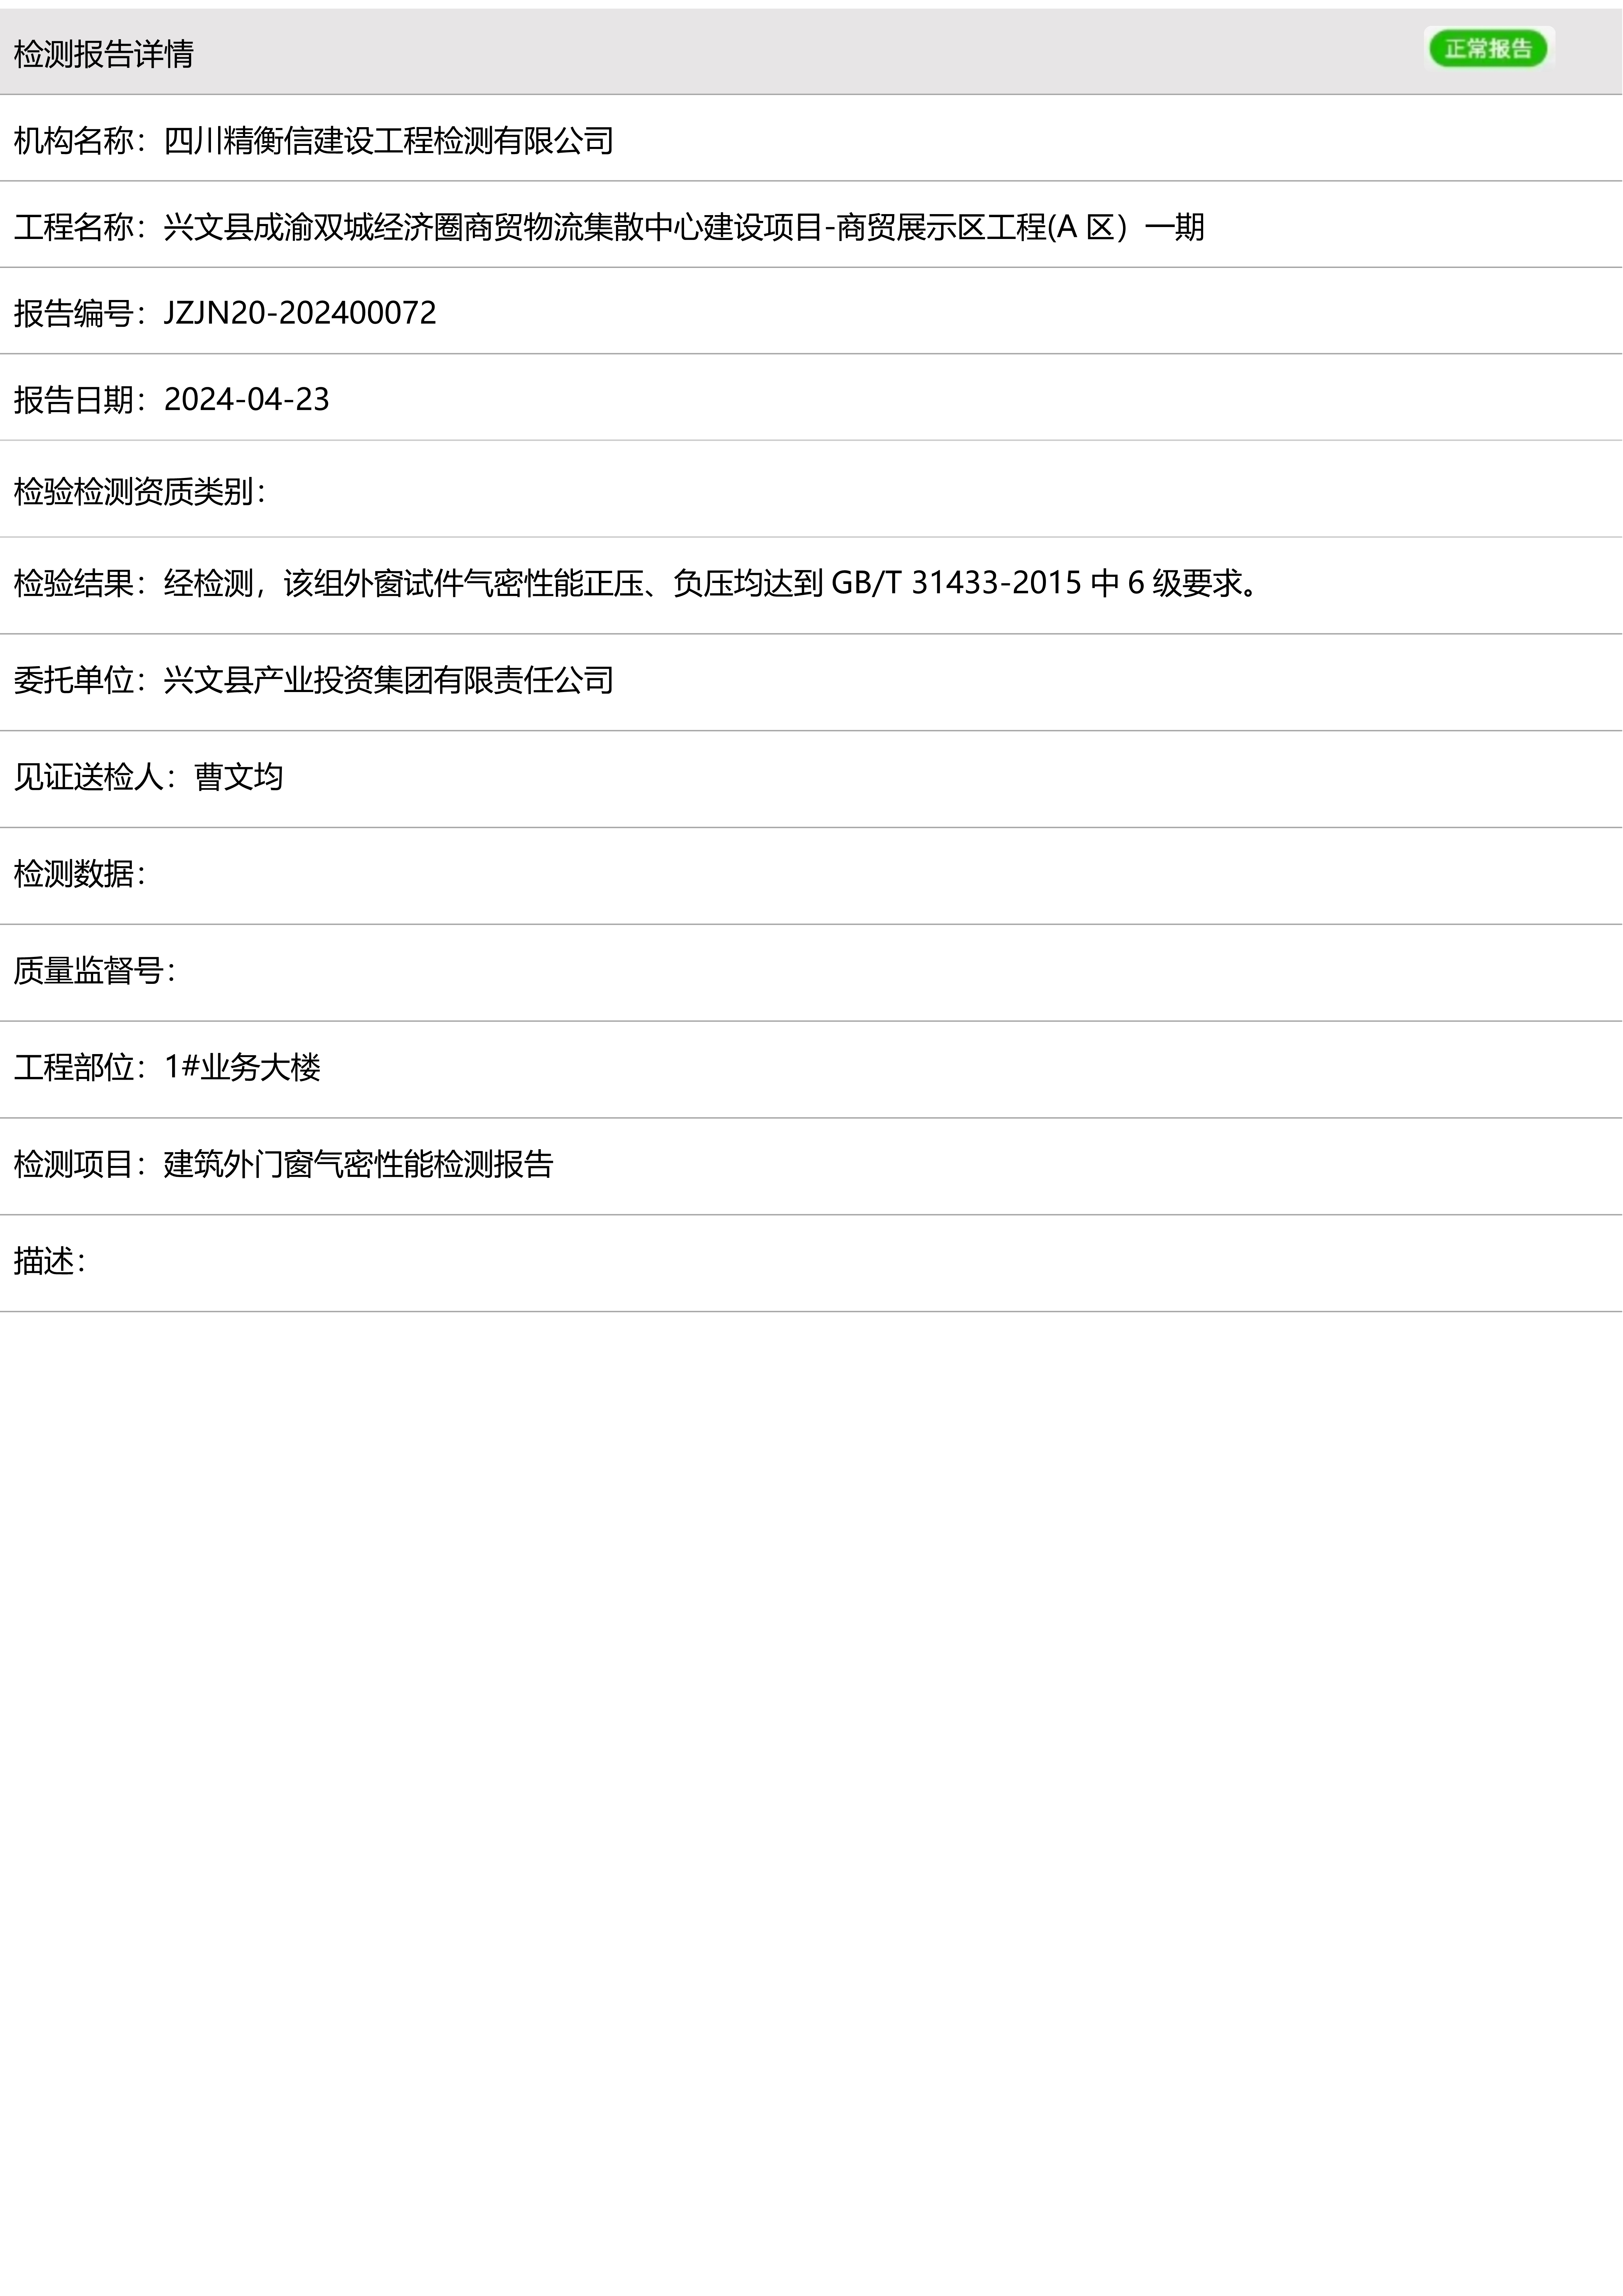 检测报告详情 正常报告
机构名称：四川精衡信建设工程检测有限公司
工程名称：兴文县成渝双城经济圈商贸物流集散中心建设项目-商贸展示区工程(A 区）一期
报告编号：JZJN20-202400072
报告日期：2024-04-23
检验检测资质类别：
检验结果：经检测，该组外窗试件气密性能正压、负压均达到 GB/T 31433-2015 中 6 级要求。
委托单位：兴文县产业投资集团有限责任公司
见证送检人：曹文均
检测数据：
质量监督号：
工程部位：1#业务大楼
检测项目：建筑外门窗气密性能检测报告
描述：